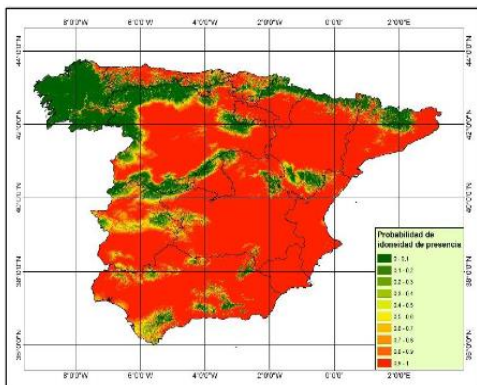 8°0'0"W 6°0'0"W 4°0'0"W 2°0'0"W 0°0'0" 2°0'0"E
44°0'0"N 44°0'0"N
42°0'0"N 42°0'0"N
40°0'0"N 40°0'0"N
38°0'0"N 38°0'0"N
36°0'0"N 36°0'0"N
Probabilidad de
idoneidad de presencia
0 - 0,1
0,1 - 0,2
0,2 - 0,3
0,3 - 0,4
0,4 - 0,5
0,5 - 0,6
0,6 - 0,7
0,7 - 0,8
0,8 - 0,9
0,9 - 1
8°0'0"W 6°0'0"W 4°0'0"W 2°0'0"W 0°0'0" 2°0'0"E